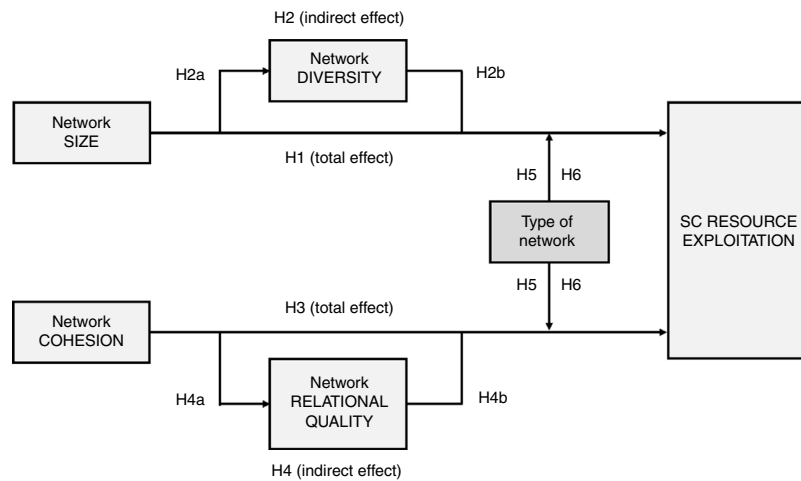 H2 (indirect effect)
Network
DIVERSITY
H2a
H2b
Network
SIZE
H1 (total effect)
H5 H6
Type of
network
SC RESOURCE
EXPLOITATION
H5 H6
H3 (total effect)
Network
COHESION
Network
RELATIONAL
QUALITY
H4a
H4b
H4 (indirect effect)